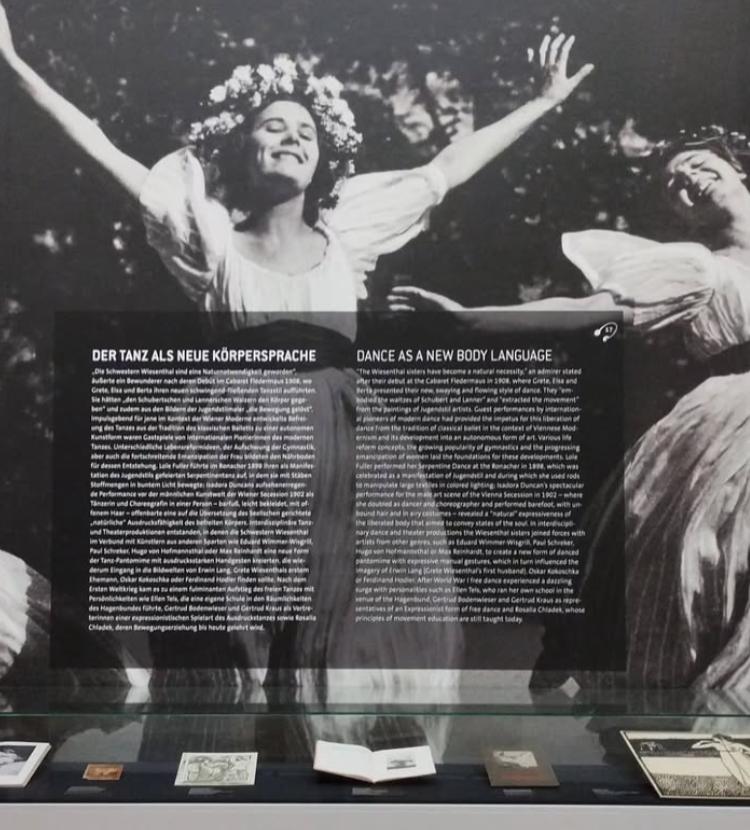 17
DER TANZ ALS NEUE KÖRPERSPRACHE
„Die Schwestern Wiesenthal sind eine Naturnotwendigkeit geworden",
äußerte ein Bewunderer nach deren Debüt im Cabaret Fledermaus 1908, wo
Grete, Elsa und Berta ihren neuen schwingend-fließenden Tanzstil aufführten.
Sie hätten „den Schubertschen und Lannerschen Walzern den Körper gege-
ben" und zudem aus den Bildern der Jugendstilmaler „die Bewegung gelöst".
Impulsgebend für jene im Kontext der Wiener Moderne entwickelte Befrei-
ung des Tanzes aus der Tradition des klassischen Balletts zu einer autonomen
Kunstform waren Gastspiele von internationalen Pionierinnen des modernen
Tanzes. Unterschiedliche Lebensreformideen, der Aufschwung der Gymnastik,
aber auch die fortschreitende Emanzipation der Frau bildeten den Nährboden
für dessen Entstehung. Loïe Fuller führte im Ronacher 1898 ihren als Manifes-
tation des Jugendstils gefeierten Serpentinentanz auf, in dem sie mit Stäben
Stoffmengen in buntem Licht bewegte; Isadora Duncans aufsehenerregen-
de Performance vor der männlichen Kunstwelt der Wiener Secession 1902 als
Tänzerin und Choreografin in einer Person – barfuß, leicht bekleidet, mit of-
fenem Haar – offenbarte eine auf die Übersetzung des Seelischen gerichtete
„natürliche" Ausdrucksfähigkeit des befreiten Körpers. Interdisziplinäre Tanz-
und Theaterproduktionen entstanden, in denen die Schwestern Wiesenthal
im Verbund mit Künstlern aus anderen Sparten wie Eduard Wimmer-Wisgrill,
Paul Schreker, Hugo von Hofmannsthal oder Max Reinhardt eine neue Form
der Tanz-Pantomime mit ausdrucksstarken Handgesten kreierten, die wie-
derum Eingang in die Bildwelten von Erwin Lang, Grete Wiesenthals erstem
Ehemann, Oskar Kokoschka oder Ferdinand Hodler finden sollte. Nach dem
Ersten Weltkrieg kam es zu einem fulminanten Aufstieg des freien Tanzes mit
Persönlichkeiten wie Ellen Tels, die eine eigene Schule in den Räumlichkeiten
des Hagenbundes führte, Gertrud Bodenwieser und Gertrud Kraus als Vertre-
terinnen einer expressionistischen Spielart des Ausdruckstanzes sowie Rosalia
Chladek, deren Bewegungserziehung bis heute gelehrt wird.
DANCE AS A NEW BODY LANGUAGE
"The Wiesenthal sisters have become a natural necessity," an admirer stated
after their debut at the Cabaret Fledermaus in 1908, where Grete, Elsa and
Berta presented their new, swaying and flowing style of dance. They "em-
bodied the waltzes of Schubert and Lanner" and "extracted the movement"
from the paintings of Jugendstil artists. Guest performances by internation-
al pioneers of modern dance had provided the impetus for this liberation of
dance from the tradition of classical ballet in the context of Viennese Mod-
ernism and its development into an autonomous form of art. Various life
reform concepts, the growing popularity of gymnastics and the progressing
emancipation of women laid the foundations for these developments. Loïe
Fuller performed her Serpentine Dance at the Ronacher in 1898, which was
celebrated as a manifestation of Jugendstil and during which she used rods
to manipulate large textiles in colored lighting. Isadora Duncan's spectacular
performance for the male art scene of the Vienna Secession in 1902 – where
she doubled as dancer and choreographer and performed barefoot, with un-
bound hair and in airy costumes – revealed a "natural" expressiveness of
the liberated body that aimed to convey states of the soul. In interdiscipli-
nary dance and theater productions the Wiesenthal sisters joined forces with
artists from other genres, such as Eduard Wimmer-Wisgrill, Paul Schreker,
Hugo von Hofmannsthal or Max Reinhardt, to create a new form of danced
pantomime with expressive manual gestures, which in turn influenced the
imagery of Erwin Lang (Grete Wiesenthal's first husband), Oskar Kokoschka
or Ferdinand Hodler. After World War I free dance experienced a dazzling
surge with personalities such as Ellen Tels, who ran her own school in the
venue of the Hagenbund, Gertrud Bodenwieser and Gertrud Kraus as repre-
sentatives of an Expressionist form of free dance and Rosalia Chladek, whose
principles of movement education are still taught today.